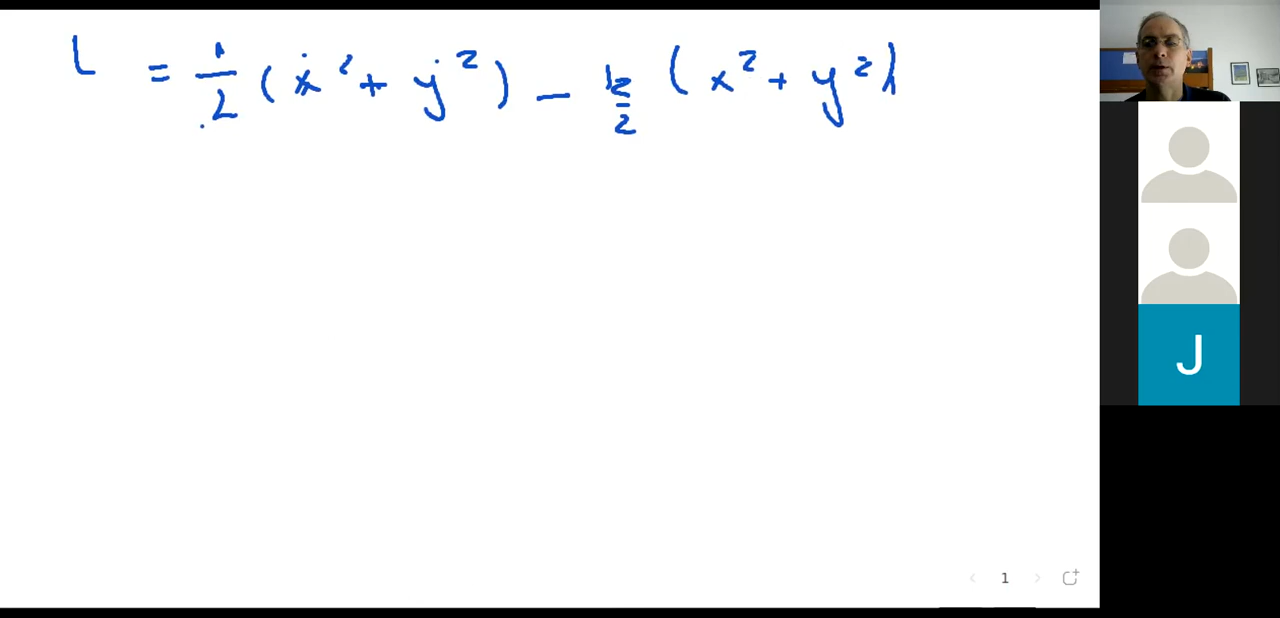 L = 1/2 (ẋ² + ẏ²) - k/2 (x² + y²)
J
1